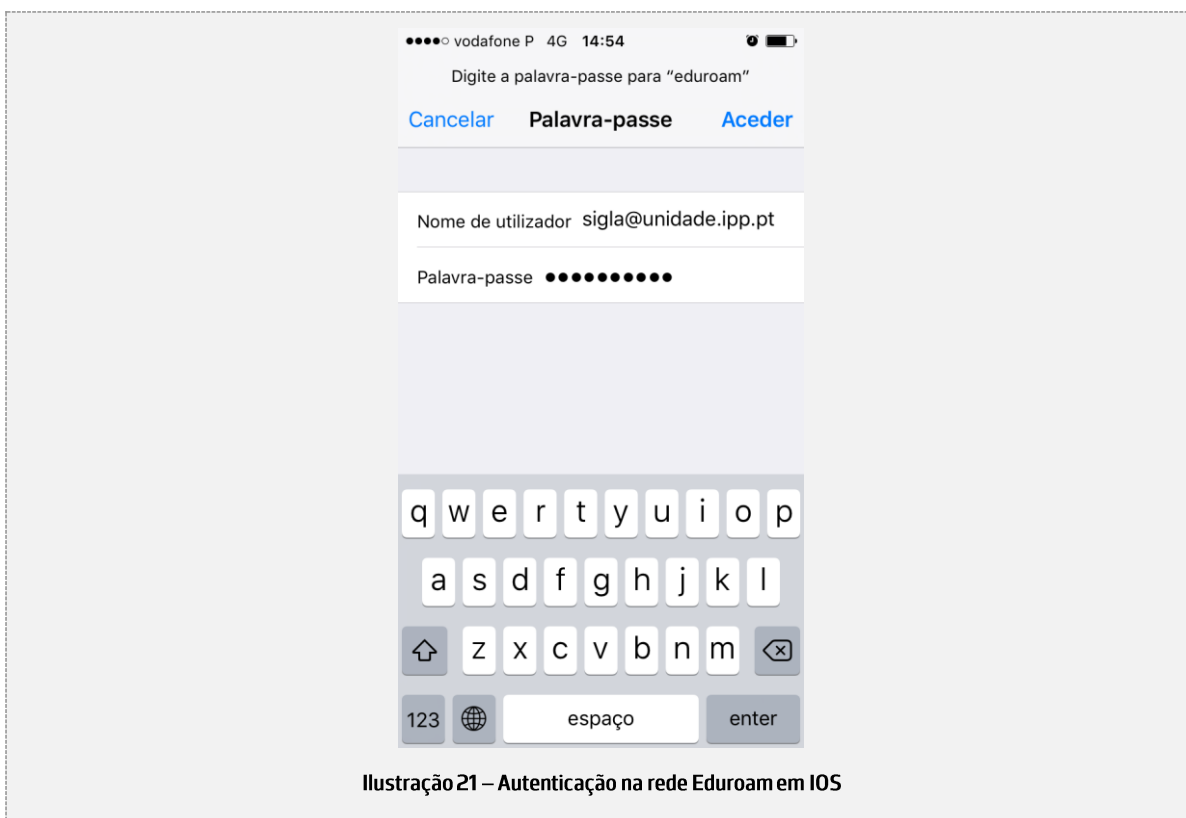 vodafone P 4G 14:54
Digite a palavra-passe para “eduroam”
Cancelar Palavra-passe Aceder
Nome de utilizador sigla@unidade.ipp.pt
Palavra-passe ●●●●●●●●●●
q w e r t y u i o p
a s d f g h j k l
z x c v b n m
123 espaço enter
Ilustração 21 – Autenticação na rede Eduroam em IOS